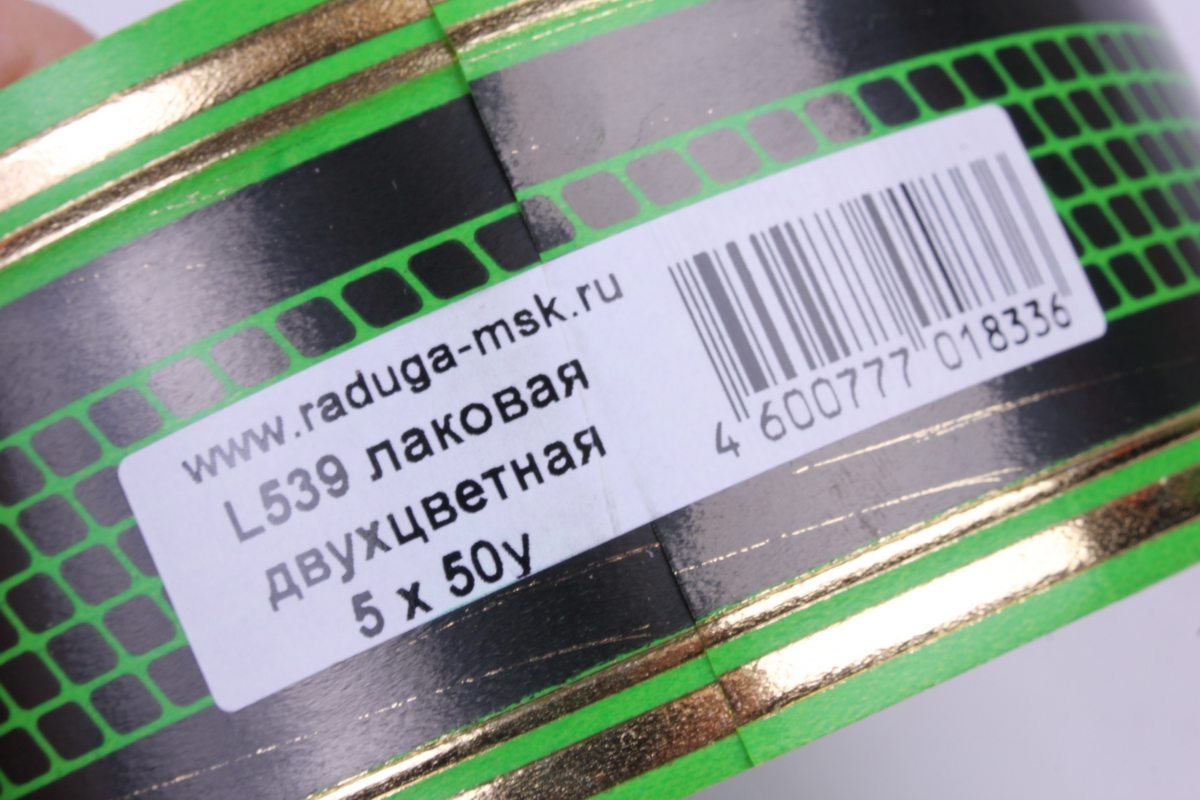 www.raduga-msk.ru
L539 лаковая
двухцветная
5 x 50y
4 600777 018336